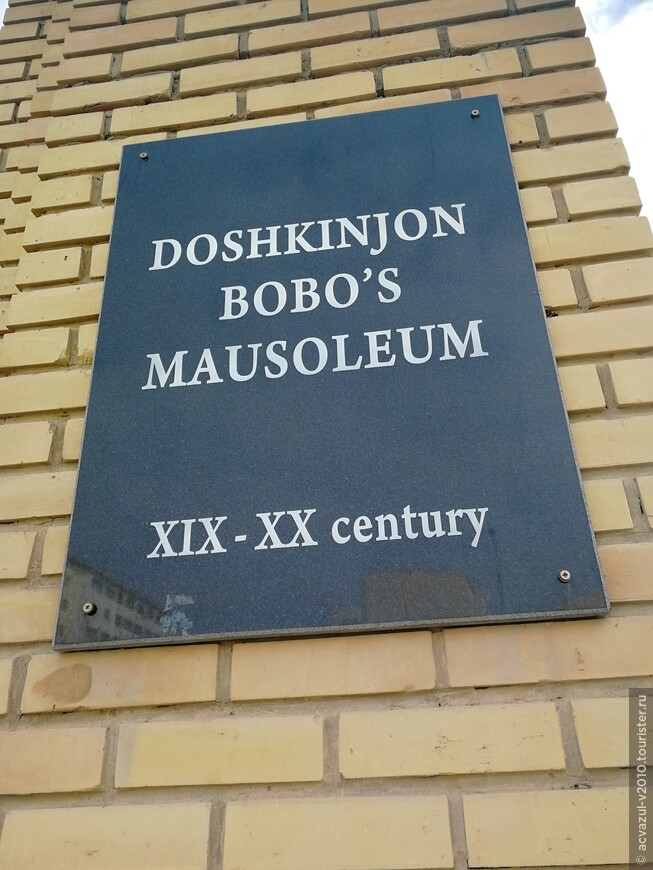 DOSHKINJON
BOBO'S
MAUSOLEUM
XIX - XX century
© acvazul-v2010.tourister.ru